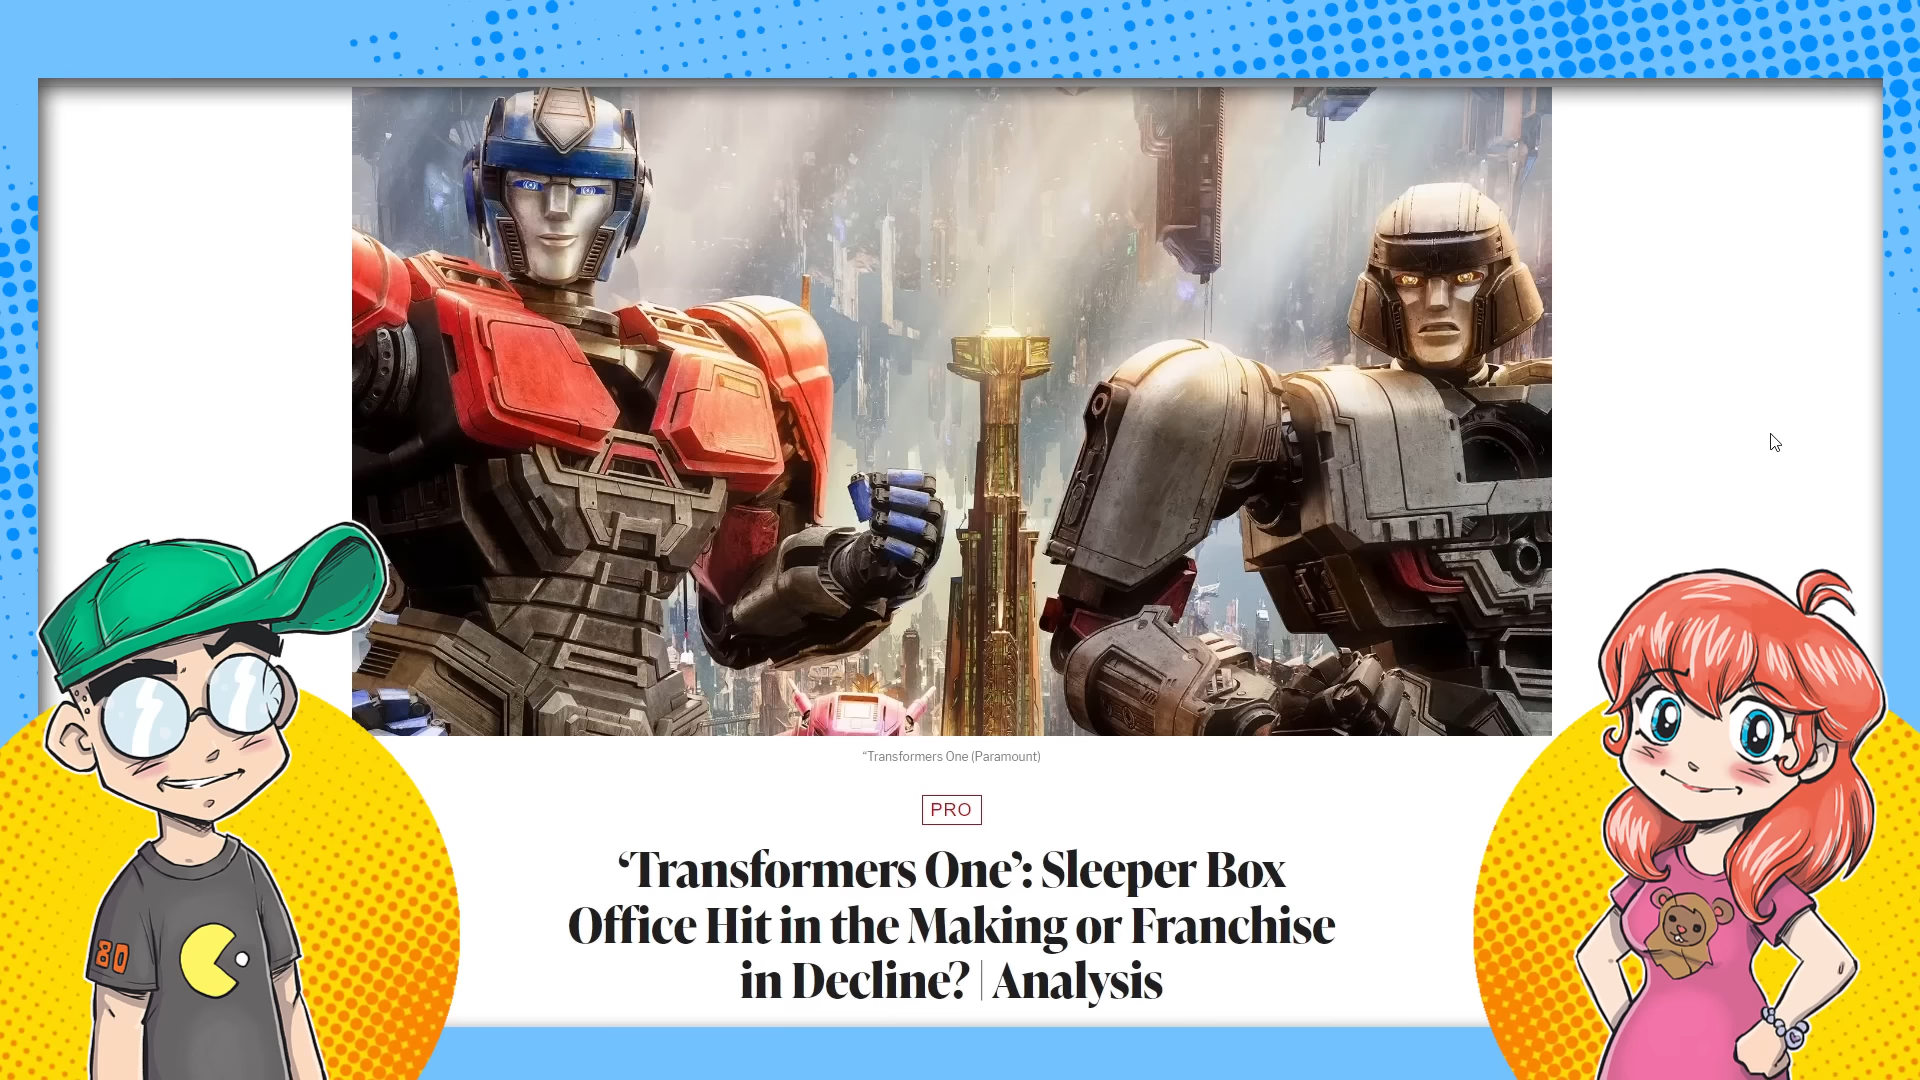 “Transformers One (Paramount)
PRO
‘Transformers One’: Sleeper Box
Office Hit in the Making or Franchise
in Decline? | Analysis
80